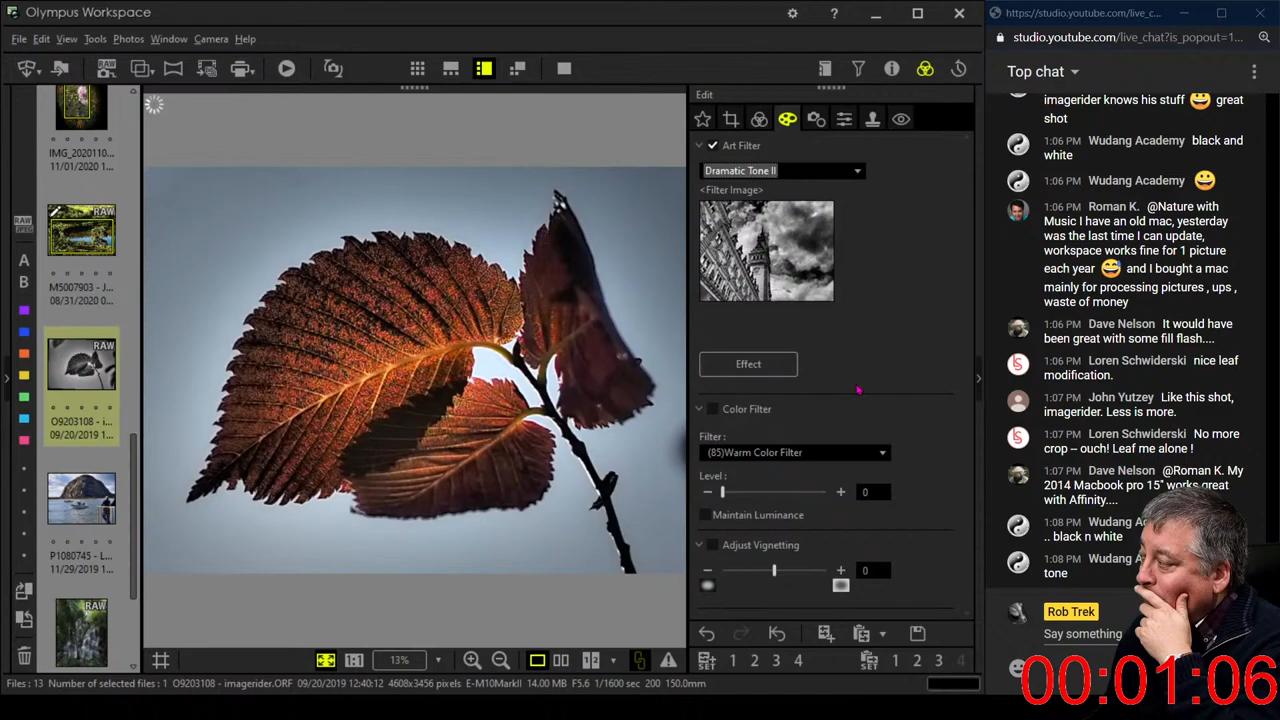 Olympus Workspace
File Edit View Tools Photos Window Camera Help
IMG_2020110...
11/01/2020 ...
RAW
M5007903 - J...
08/31/2020 0...
RAW
O9203108 - i...
09/20/2019 1...
P1080745 - L...
11/29/2019 1...
RAW
RAW
JPEG
A
B
Edit
Art Filter
Dramatic Tone II
<Filter Image>
Effect
Color Filter
Filter :
(85)Warm Color Filter
Level :
0
Maintain Luminance
Adjust Vignetting
0
1:1
13%
1 2
1 2 3 4
1 2 3 4
Files : 13 Number of selected files : 1 O9203108 - imagerider.ORF 09/20/2019 12:40:12 4608x3456 pixels E-M10MarkII 14.00 MB F5.6 1/1600 sec 200 150.0mm
https://studio.youtube.com/live_c...
studio.youtube.com/live_chat?is_popout=1...
Top chat
imagerider knows his stuff 😀 great
shot
1:06 PM Wudang Academy black and
white
1:06 PM Wudang Academy 😀
1:06 PM Roman K. @Nature with
Music I have an old mac, yesterday
was the last time I can update,
workspace works fine for 1 picture
each year 😅 and I bought a mac
mainly for processing pictures , ups ,
waste of money
1:06 PM Dave Nelson It would have
been great with some fill flash....
1:06 PM Loren Schwiderski nice leaf
modification.
1:07 PM John Yutzey Like this shot,
imagerider. Less is more.
1:07 PM Loren Schwiderski No more
crop -- ouch! Leaf me alone !
1:07 PM Dave Nelson @Roman K. My
2014 Macbook pro 15" works great
with Affinity....
1:08 PM Wudang
.. black n white
1:08 PM Wudang
tone
Rob Trek
Say something
00:01:06